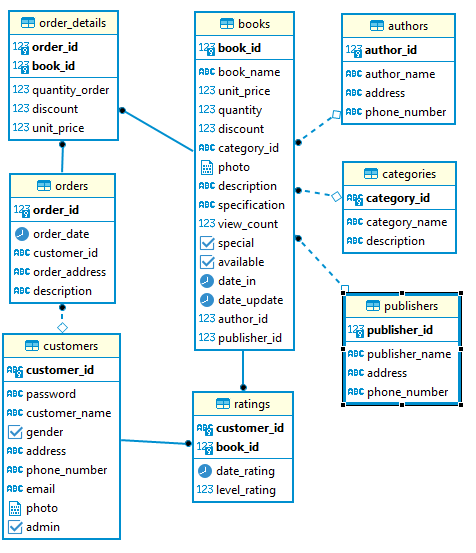 order_details
123 order_id
123 book_id
123 quantity_order
123 discount
123 unit_price
books
123 book_id
ABC book_name
123 unit_price
123 quantity
123 discount
ABC category_id
photo
ABC description
ABC specification
123 view_count
special
available
date_in
date_update
123 author_id
123 publisher_id
authors
123 author_id
ABC author_name
ABC address
ABC phone_number
categories
ABC category_id
ABC category_name
ABC description
publishers
123 publisher_id
ABC publisher_name
ABC address
ABC phone_number
orders
123 order_id
order_date
ABC customer_id
ABC order_address
ABC description
customers
ABC customer_id
ABC password
ABC customer_name
gender
ABC address
ABC phone_number
ABC email
photo
admin
ratings
ABC customer_id
123 book_id
date_rating
123 level_rating